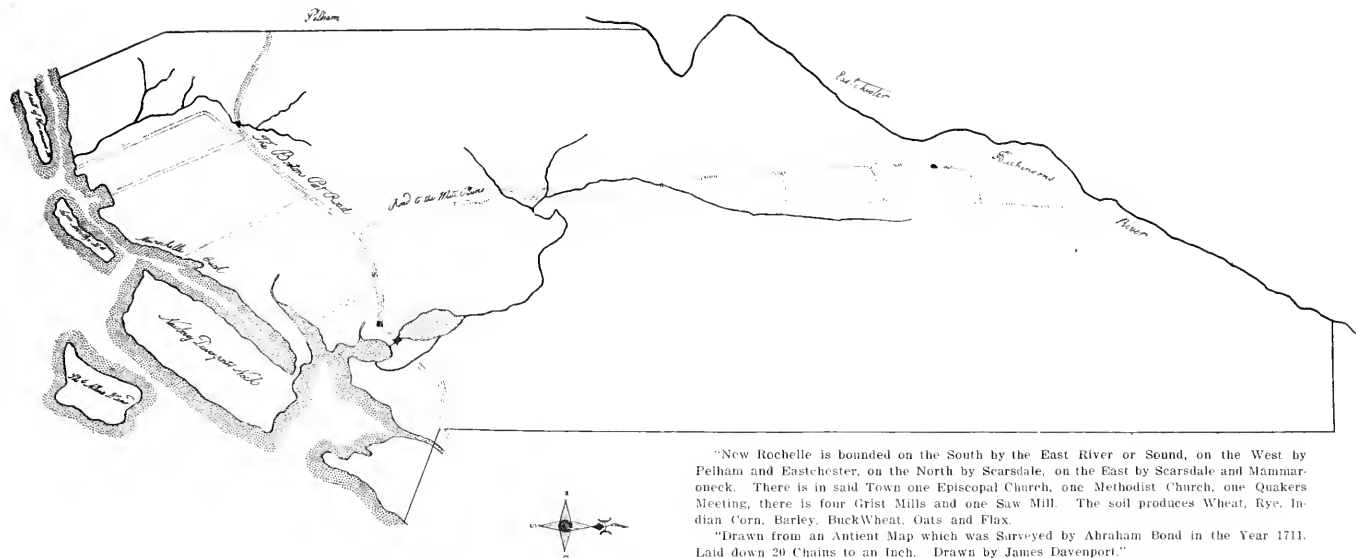 Pelham
Eastchester
Hutchinsons
River
The Boston Post Road
Road to the White Plains
Newberry Davenports Neck
"New Rochelle is bounded on the South by the East River or Sound, on the West by
Pelham and Eastchester, on the North by Scarsdale, on the East by Scarsdale and Mammar-
oneck. There is in said Town one Episcopal Church, one Methodist Church, one Quakers
Meeting, there is four Grist Mills and one Saw Mill. The soil produces Wheat, Rye, In-
dian Corn, Barley, BuckWheat, Oats and Flax.
"Drawn from an Antient Map which was Surveyed by Abraham Bond in the Year 1711.
Laid down 20 Chains to an Inch. Drawn by James Davenport."